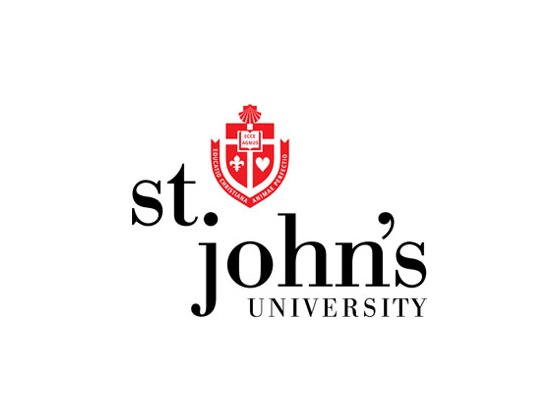 ECCE
AGNUS
EDUCATIO CHRISTIANA ANIMAE PERFECTIO
st.
john's
UNIVERSITY